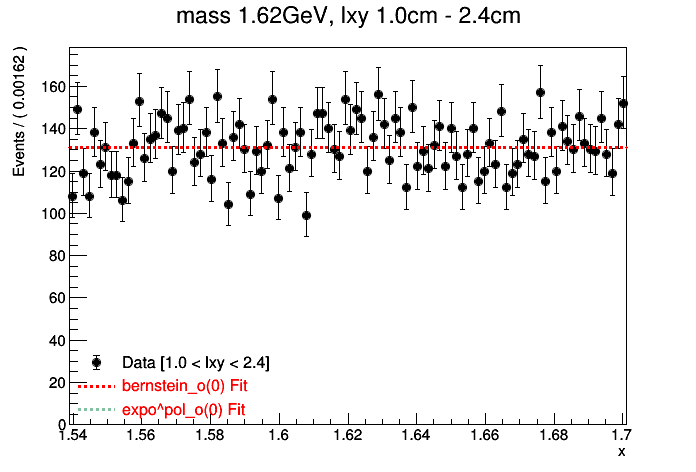 mass 1.62GeV, lxy 1.0cm - 2.4cm
Events / ( 0.00162 )
160
140
120
100
80
60
40
20
0
Data [1.0 < lxy < 2.4]
bernstein_o(0) Fit
expo^pol_o(0) Fit
1.54 1.56 1.58 1.6 1.62 1.64 1.66 1.68 1.7
x